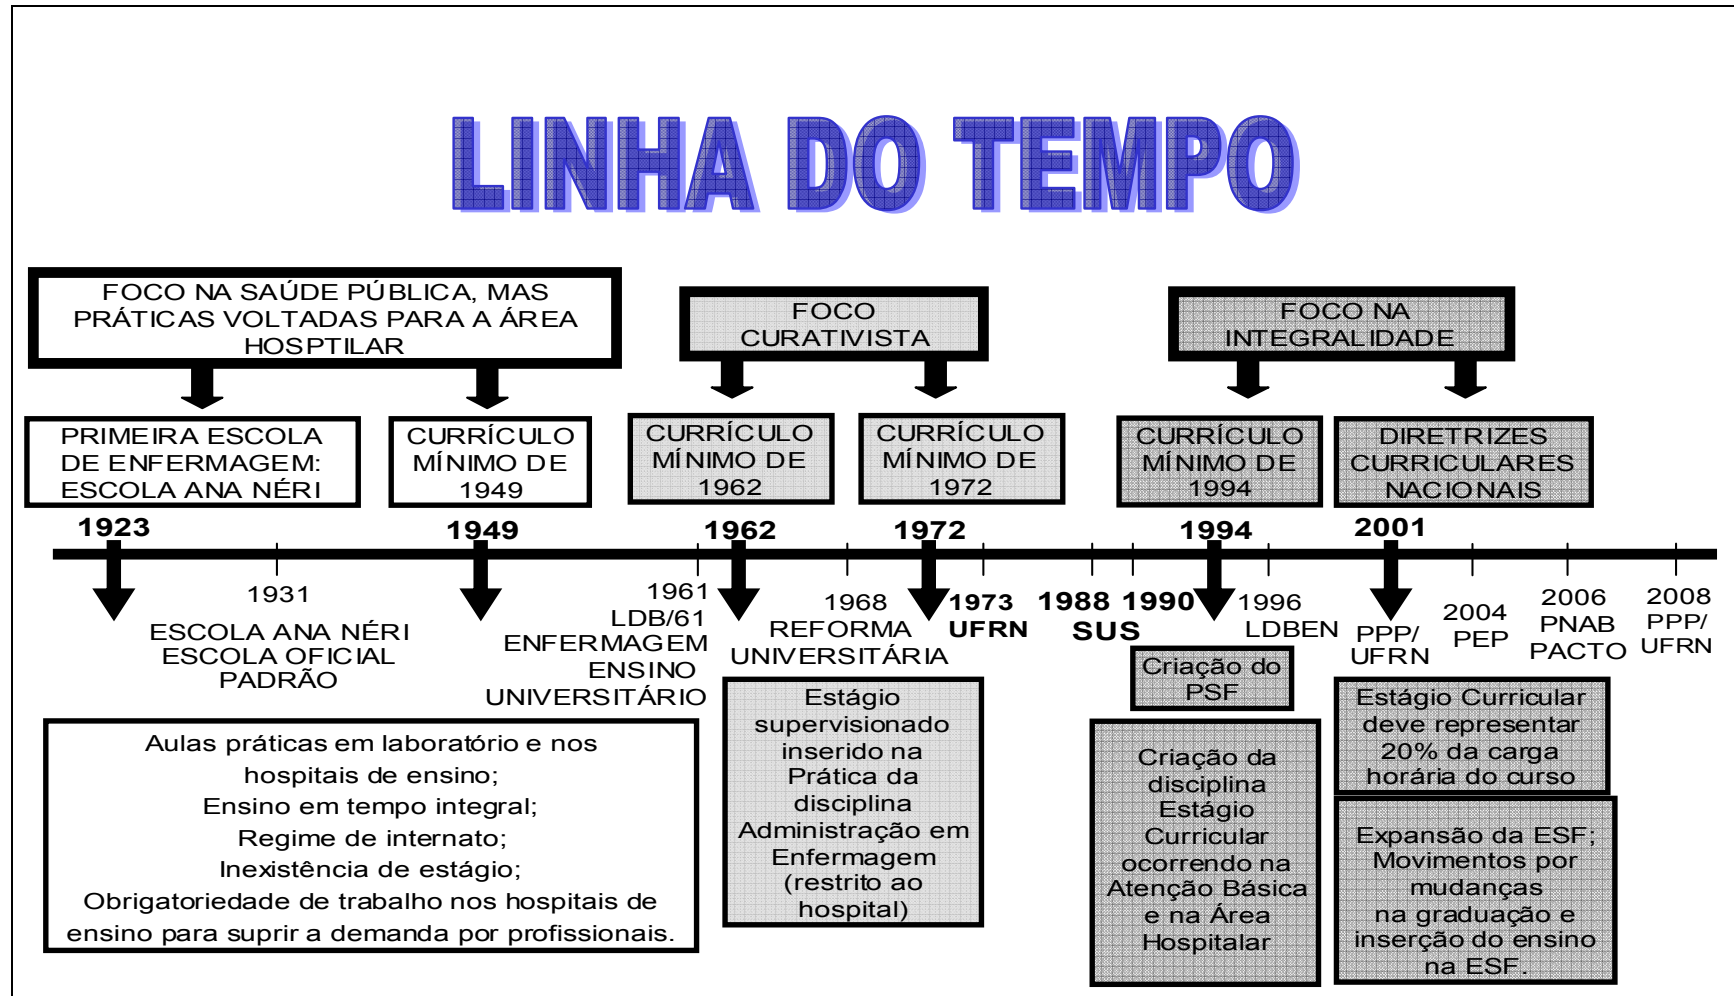 LINHA DO TEMPO
FOCO NA SAÚDE PÚBLICA, MAS
PRÁTICAS VOLTADAS PARA A ÁREA
HOSPTILAR
FOCO
CURATIVISTA
FOCO NA
INTEGRALIDADE
PRIMEIRA ESCOLA
DE ENFERMAGEM:
ESCOLA ANA NÉRI
CURRÍCULO
MÍNIMO DE
1949
CURRÍCULO
MÍNIMO DE
1962
CURRÍCULO
MÍNIMO DE
1972
CURRÍCULO
MÍNIMO DE
1994
DIRETRIZES
CURRICULARES
NACIONAIS
1923
1949
1962
1972
1994
2001
1931
ESCOLA ANA NÉRI
ESCOLA OFICIAL
PADRÃO
1961
LDB/61
ENFERMAGEM
ENSINO
UNIVERSITÁRIO
1968
REFORMA
UNIVERSITÁRIA
1973
UFRN
1988 1990
SUS
1996
LDBEN
PPP/
UFRN
2004
PEP
2006
PNAB
PACTO
2008
PPP/
UFRN
Aulas práticas em laboratório e nos
hospitais de ensino;
Ensino em tempo integral;
Regime de internato;
Inexistência de estágio;
Obrigatoriedade de trabalho nos hospitais de
ensino para suprir a demanda por profissionais.
Estágio
supervisionado
inserido na
Prática da
disciplina
Administração em
Enfermagem
(restrito ao
hospital)
Criação do
PSF
Criação da
disciplina
Estágio
Curricular
ocorrendo na
Atenção Básica
e na Área
Hospitalar
Estágio Curricular
deve representar
20% da carga
horária do curso
Expansão da ESF;
Movimentos por
mudanças
na graduação e
inserção do ensino
na ESF.